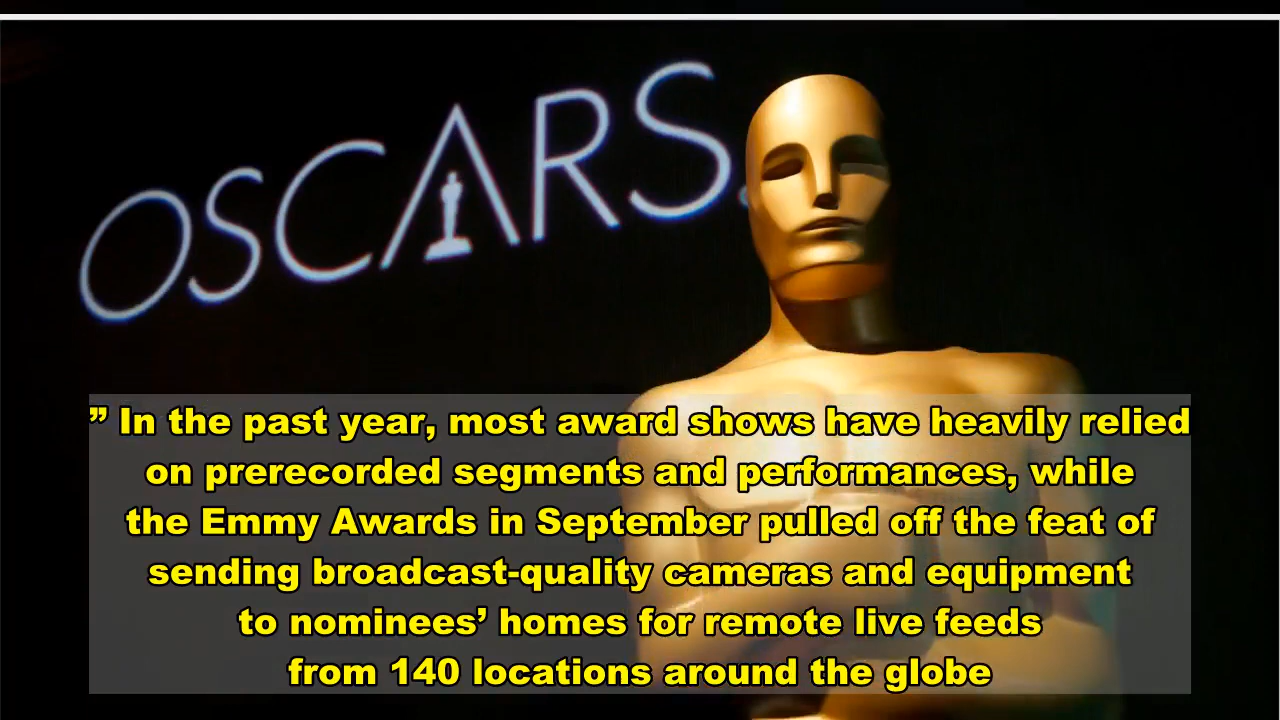 OSCARS.
” In the past year, most award shows have heavily relied
on prerecorded segments and performances, while
the Emmy Awards in September pulled off the feat of
sending broadcast-quality cameras and equipment
to nominees’ homes for remote live feeds
from 140 locations around the globe